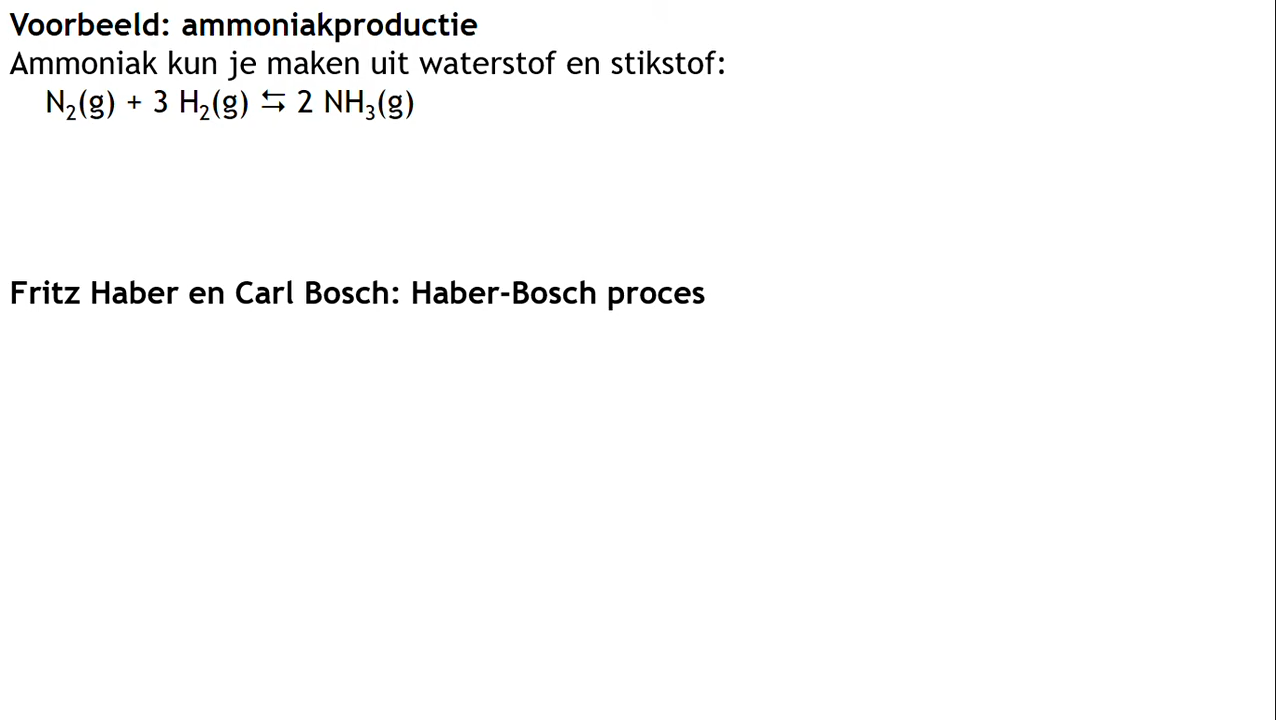 Voorbeeld: ammoniakproductie
Ammoniak kun je maken uit waterstof en stikstof:
N₂(g) + 3 H₂(g) ⇆ 2 NH₃(g)
Fritz Haber en Carl Bosch: Haber-Bosch proces